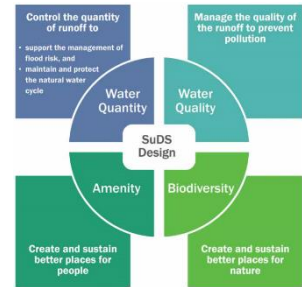 Control the quantity
of runoff to
• support the management of
flood risk, and
• maintain and protect
the natural water
cycle
Manage the quality of
the runoff to prevent
pollution
Water
Quantity
Water
Quality
SuDS
Design
Amenity
Biodiversity
Create and sustain
better places for
people
Create and sustain
better places for
nature